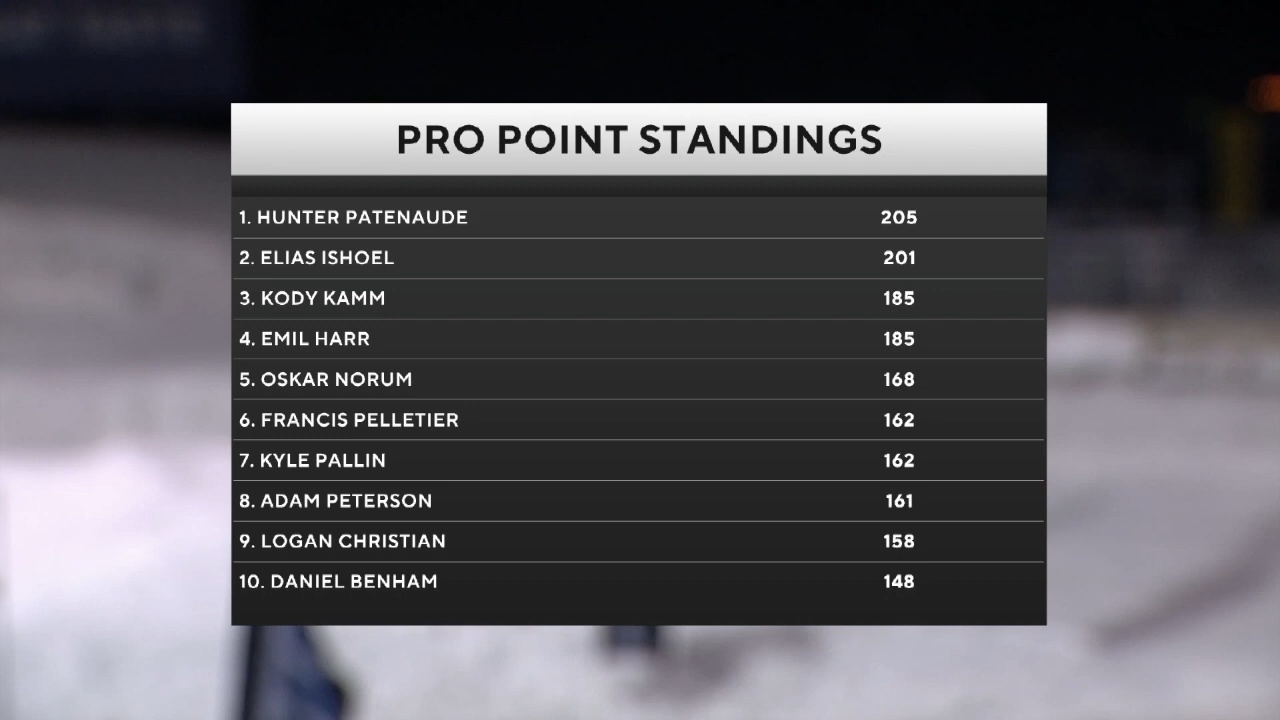 PRO POINT STANDINGS
1. HUNTER PATENAUDE 205
2. ELIAS ISHOEL 201
3. KODY KAMM 185
4. EMIL HARR 185
5. OSKAR NORUM 168
6. FRANCIS PELLETIER 162
7. KYLE PALLIN 162
8. ADAM PETERSON 161
9. LOGAN CHRISTIAN 158
10. DANIEL BENHAM 148